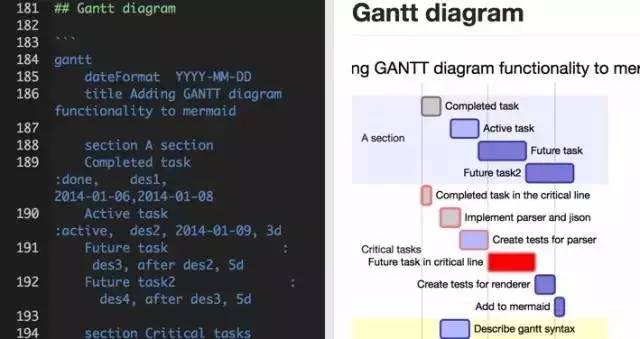 181 ## Gantt diagram
182
183 ```
184 gantt
185 dateFormat YYYY-MM-DD
186 title Adding GANTT diagram
functionality to mermaid
187
188 section A section
189 Completed task
:done, des1,
2014-01-06,2014-01-08
190 Active task
:active, des2, 2014-01-09, 3d
191 Future task :
des3, after des2, 5d
192 Future task2 :
des4, after des3, 5d
193
194 section Critical tasks
Gantt diagram
ng GANTT diagram functionality to merm
Completed task
A section
Active task
Future task
Future task2
Completed task in the critical line
Implement parser and jison
Create tests for parser
Critical tasks
Future task in critical line
Create tests for renderer
Add to mermaid
Describe gantt syntax